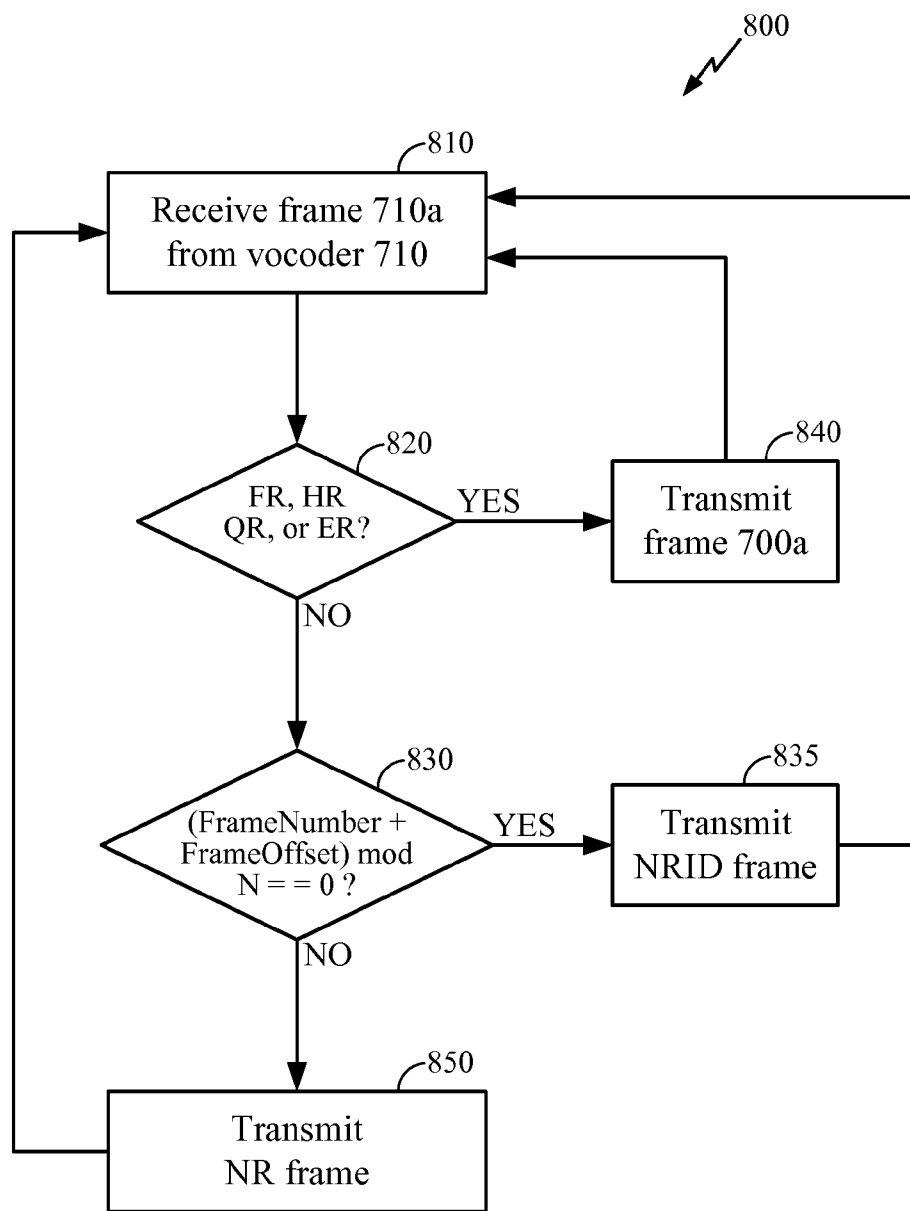 800
810
Receive frame 710a
from vocoder 710
820
FR, HR
QR, or ER?
YES
840
Transmit
frame 700a
NO
830
(FrameNumber +
FrameOffset) mod
N = = 0 ?
YES
835
Transmit
NRID frame
NO
850
Transmit
NR frame